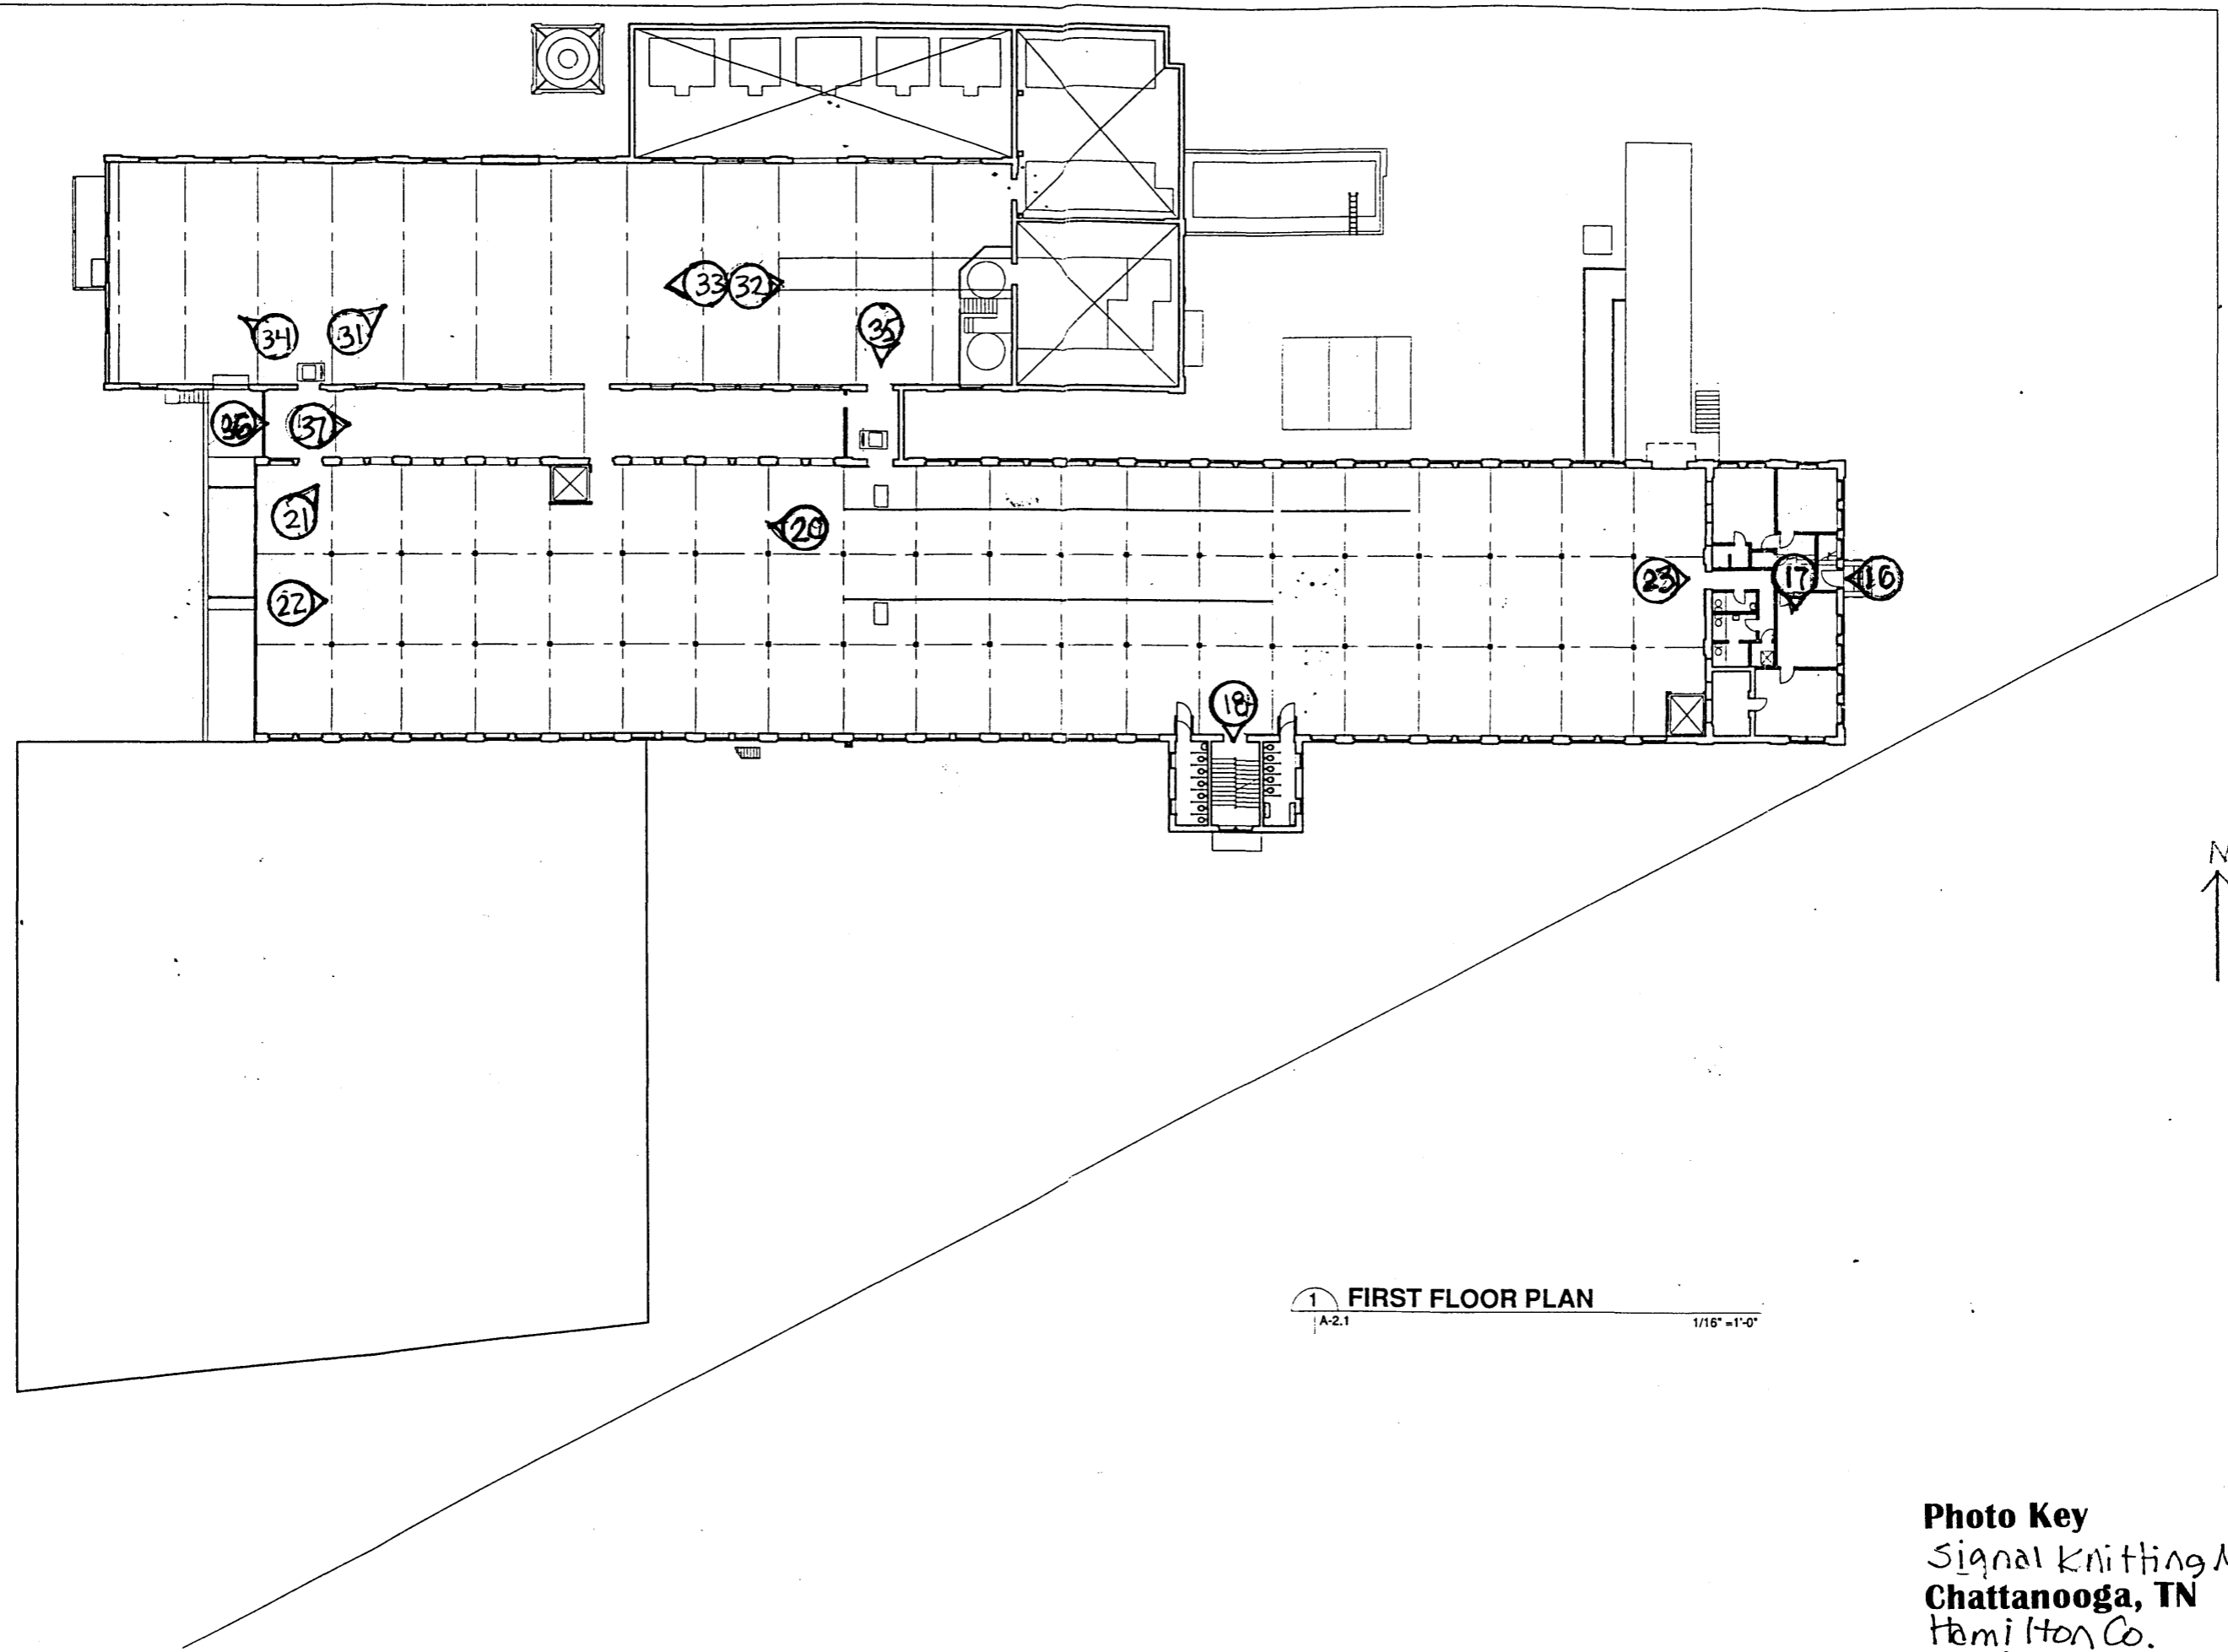 33 32
35
34 31
36 37
21 20
22 23 17 16
18
N
1 FIRST FLOOR PLAN
A-2.1 1/16" =1'-0"
Photo Key
Signal Knitting
Chattanooga, TN
Hamilton Co.